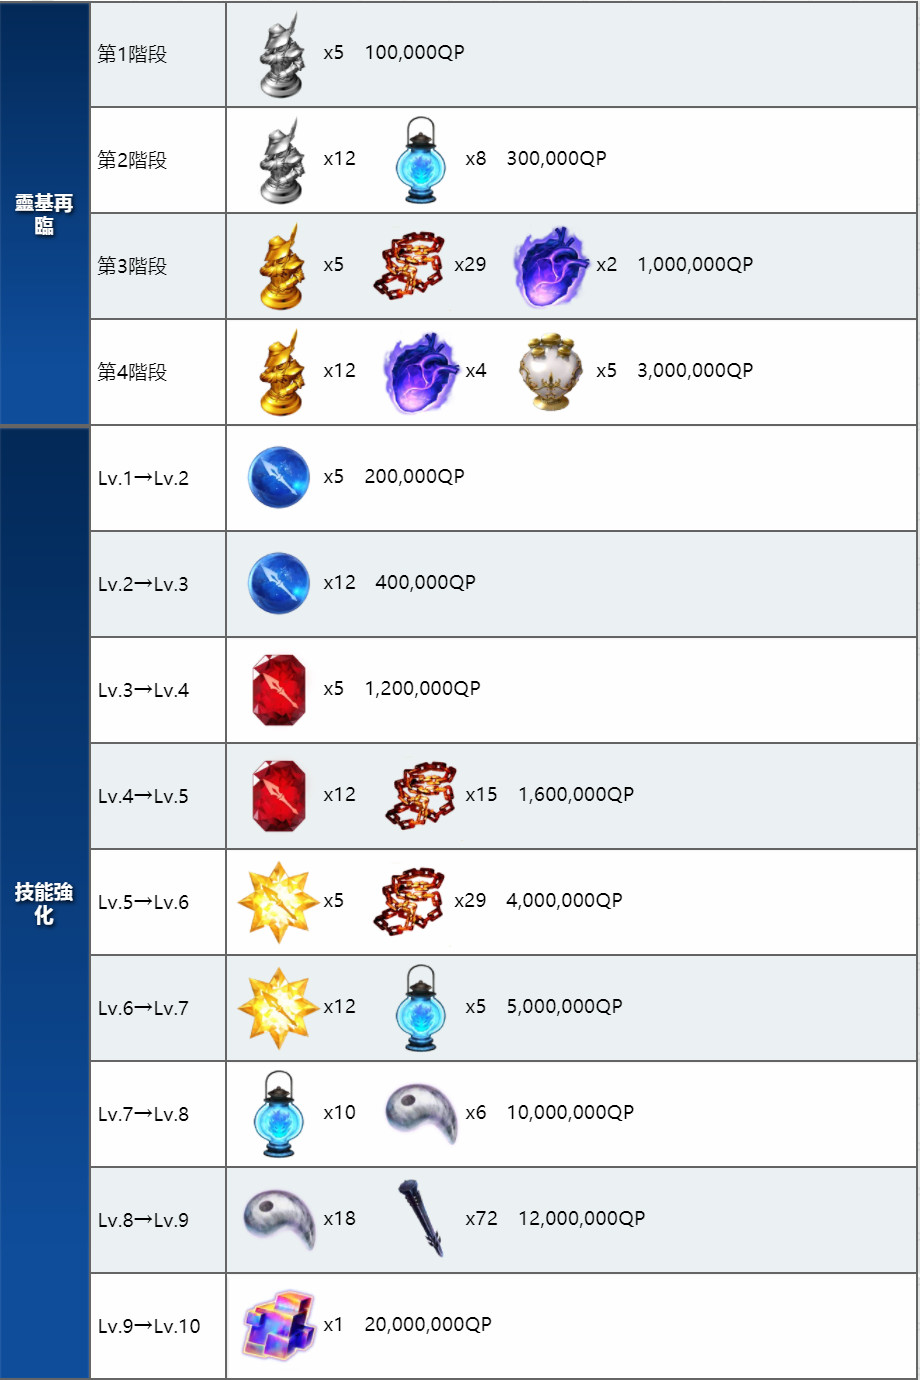 靈基再
臨
第1階段 x5 100,000QP
第2階段 x12 x8 300,000QP
第3階段 x5 x29 x2 1,000,000QP
第4階段 x12 x4 x5 3,000,000QP
技能強
化
Lv.1→Lv.2 x5 200,000QP
Lv.2→Lv.3 x12 400,000QP
Lv.3→Lv.4 x5 1,200,000QP
Lv.4→Lv.5 x12 x15 1,600,000QP
Lv.5→Lv.6 x5 x29 4,000,000QP
Lv.6→Lv.7 x12 x5 5,000,000QP
Lv.7→Lv.8 x10 x6 10,000,000QP
Lv.8→Lv.9 x18 x72 12,000,000QP
Lv.9→Lv.10 x1 20,000,000QP